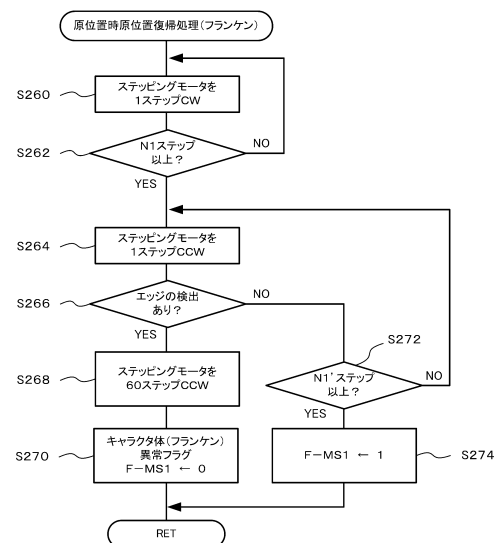 原位置時原位置復帰処理(フランケン)
S260
ステッピングモータを
1ステップCW
S262
N1ステップ
以上？
NO
YES
S264
ステッピングモータを
1ステップCCW
S266
エッジの検出
あり？
NO
YES
S272
N1'ステップ
以上？
NO
YES
S268
ステッピングモータを
60ステップCCW
S270
キャラクタ体(フランケン)
異常フラグ
F－MS1 ← 0
F－MS1 ← 1
S274
RET